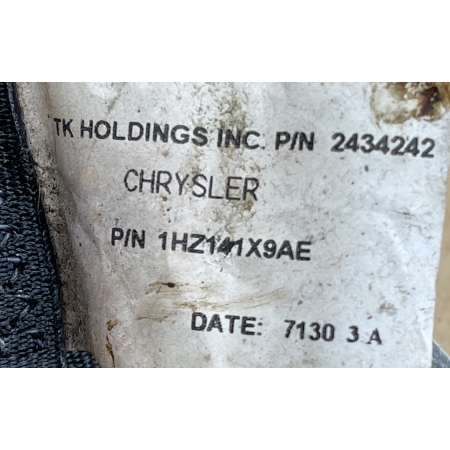 TK HOLDINGS INC. P/N 2434242
CHRYSLER
P/N 1HZ141X9AE
DATE: 7130 3 A